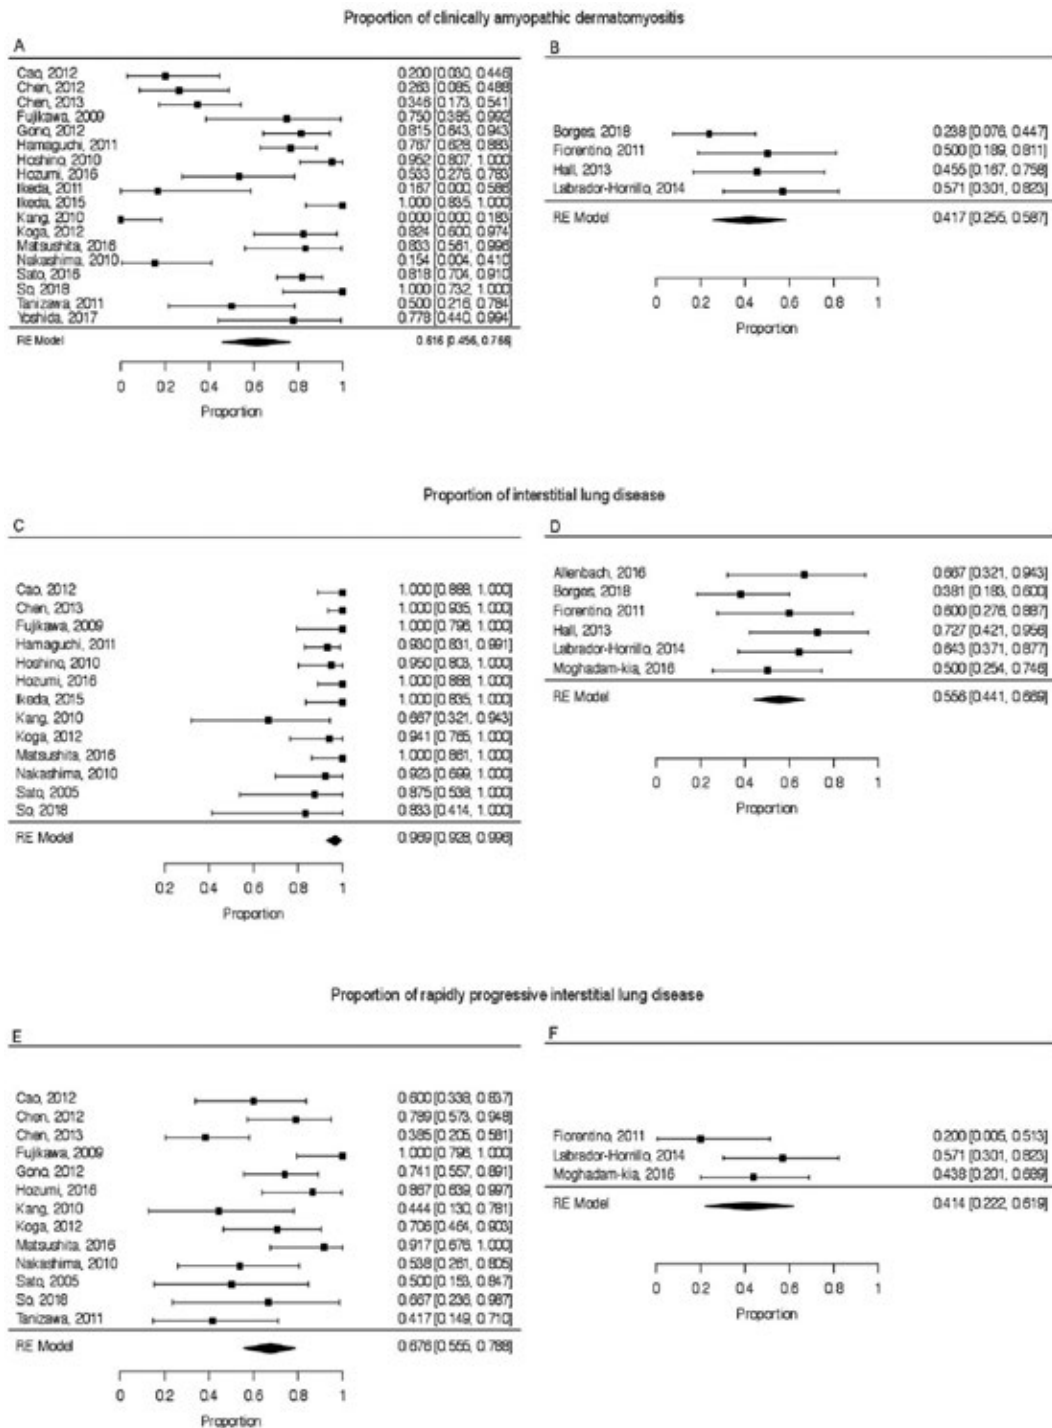 Proportion of clinically amyopathic dermatomyositis
A
Cao, 2012 0.200 [0.030, 0.446]
Chen, 2012 0.263 [0.085, 0.488]
Chen, 2013 0.346 [0.173, 0.541]
Fujikawa, 2009 0.750 [0.385, 0.992]
Gono, 2012 0.815 [0.643, 0.943]
Hamaguchi, 2011 0.767 [0.628, 0.883]
Hoshino, 2010 0.952 [0.807, 1.000]
Hozumi, 2016 0.533 [0.276, 0.783]
Ikeda, 2011 0.167 [0.000, 0.586]
Ikeda, 2015 1.000 [0.835, 1.000]
Kang, 2010 0.000 [0.000, 0.183]
Koga, 2012 0.824 [0.600, 0.974]
Matsushita, 2016 0.833 [0.561, 0.996]
Nakashima, 2010 0.154 [0.004, 0.410]
Sato, 2016 0.818 [0.704, 0.910]
So, 2018 1.000 [0.732, 1.000]
Tanizawa, 2011 0.500 [0.216, 0.784]
Yoshida, 2017 0.778 [0.440, 0.994]
RE Model 0.616 [0.456, 0.766]
0 0.2 0.4 0.6 0.8 1
Proportion
B
Borges, 2018 0.238 [0.076, 0.447]
Fiorentino, 2011 0.500 [0.189, 0.811]
Hall, 2013 0.455 [0.167, 0.758]
Labrador-Horrillo, 2014 0.571 [0.301, 0.823]
RE Model 0.417 [0.255, 0.587]
0 0.2 0.4 0.6 0.8 1
Proportion
Proportion of interstitial lung disease
C
Cao, 2012 1.000 [0.888, 1.000]
Chen, 2013 1.000 [0.935, 1.000]
Fujikawa, 2009 1.000 [0.796, 1.000]
Hamaguchi, 2011 0.930 [0.831, 0.991]
Hoshino, 2010 0.950 [0.803, 1.000]
Hozumi, 2016 1.000 [0.888, 1.000]
Ikeda, 2015 1.000 [0.835, 1.000]
Kang, 2010 0.667 [0.321, 0.943]
Koga, 2012 0.941 [0.765, 1.000]
Matsushita, 2016 1.000 [0.861, 1.000]
Nakashima, 2010 0.923 [0.699, 1.000]
Sato, 2005 0.875 [0.538, 1.000]
So, 2018 0.833 [0.414, 1.000]
RE Model 0.969 [0.928, 0.996]
0.2 0.4 0.6 0.8 1
Proportion
D
Allenbach, 2016 0.667 [0.321, 0.943]
Borges, 2018 0.381 [0.183, 0.600]
Fiorentino, 2011 0.600 [0.276, 0.887]
Hall, 2013 0.727 [0.421, 0.956]
Labrador-Horrillo, 2014 0.643 [0.371, 0.877]
Moghadam-kia, 2016 0.500 [0.254, 0.746]
RE Model 0.556 [0.441, 0.669]
0 0.2 0.4 0.6 0.8 1
Proportion
Proportion of rapidly progressive interstitial lung disease
E
Cao, 2012 0.600 [0.338, 0.837]
Chen, 2012 0.789 [0.573, 0.948]
Chen, 2013 0.385 [0.205, 0.581]
Fujikawa, 2009 1.000 [0.796, 1.000]
Gono, 2012 0.741 [0.557, 0.891]
Hozumi, 2016 0.867 [0.639, 0.997]
Kang, 2010 0.444 [0.130, 0.781]
Koga, 2012 0.706 [0.464, 0.903]
Matsushita, 2016 0.917 [0.676, 1.000]
Nakashima, 2010 0.538 [0.261, 0.805]
Sato, 2005 0.500 [0.153, 0.847]
So, 2018 0.667 [0.236, 0.987]
Tanizawa, 2011 0.417 [0.149, 0.710]
RE Model 0.676 [0.555, 0.788]
0 0.2 0.4 0.6 0.8 1
Proportion
F
Fiorentino, 2011 0.200 [0.005, 0.513]
Labrador-Horrillo, 2014 0.571 [0.301, 0.823]
Moghadam-kia, 2016 0.438 [0.201, 0.689]
RE Model 0.414 [0.222, 0.619]
0 0.2 0.4 0.6 0.8 1
Proportion